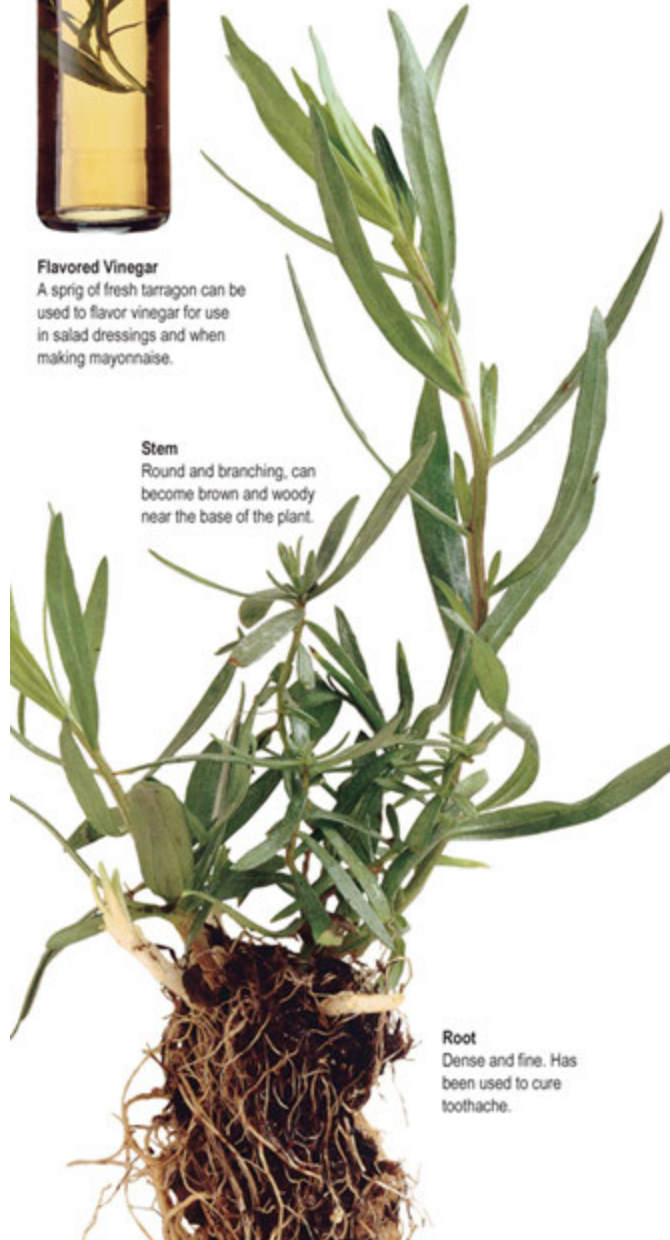 Flavored Vinegar
A sprig of fresh tarragon can be
used to flavor vinegar for use
in salad dressings and when
making mayonnaise.
Stem
Round and branching, can
become brown and woody
near the base of the plant.
Root
Dense and fine. Has
been used to cure
toothache.